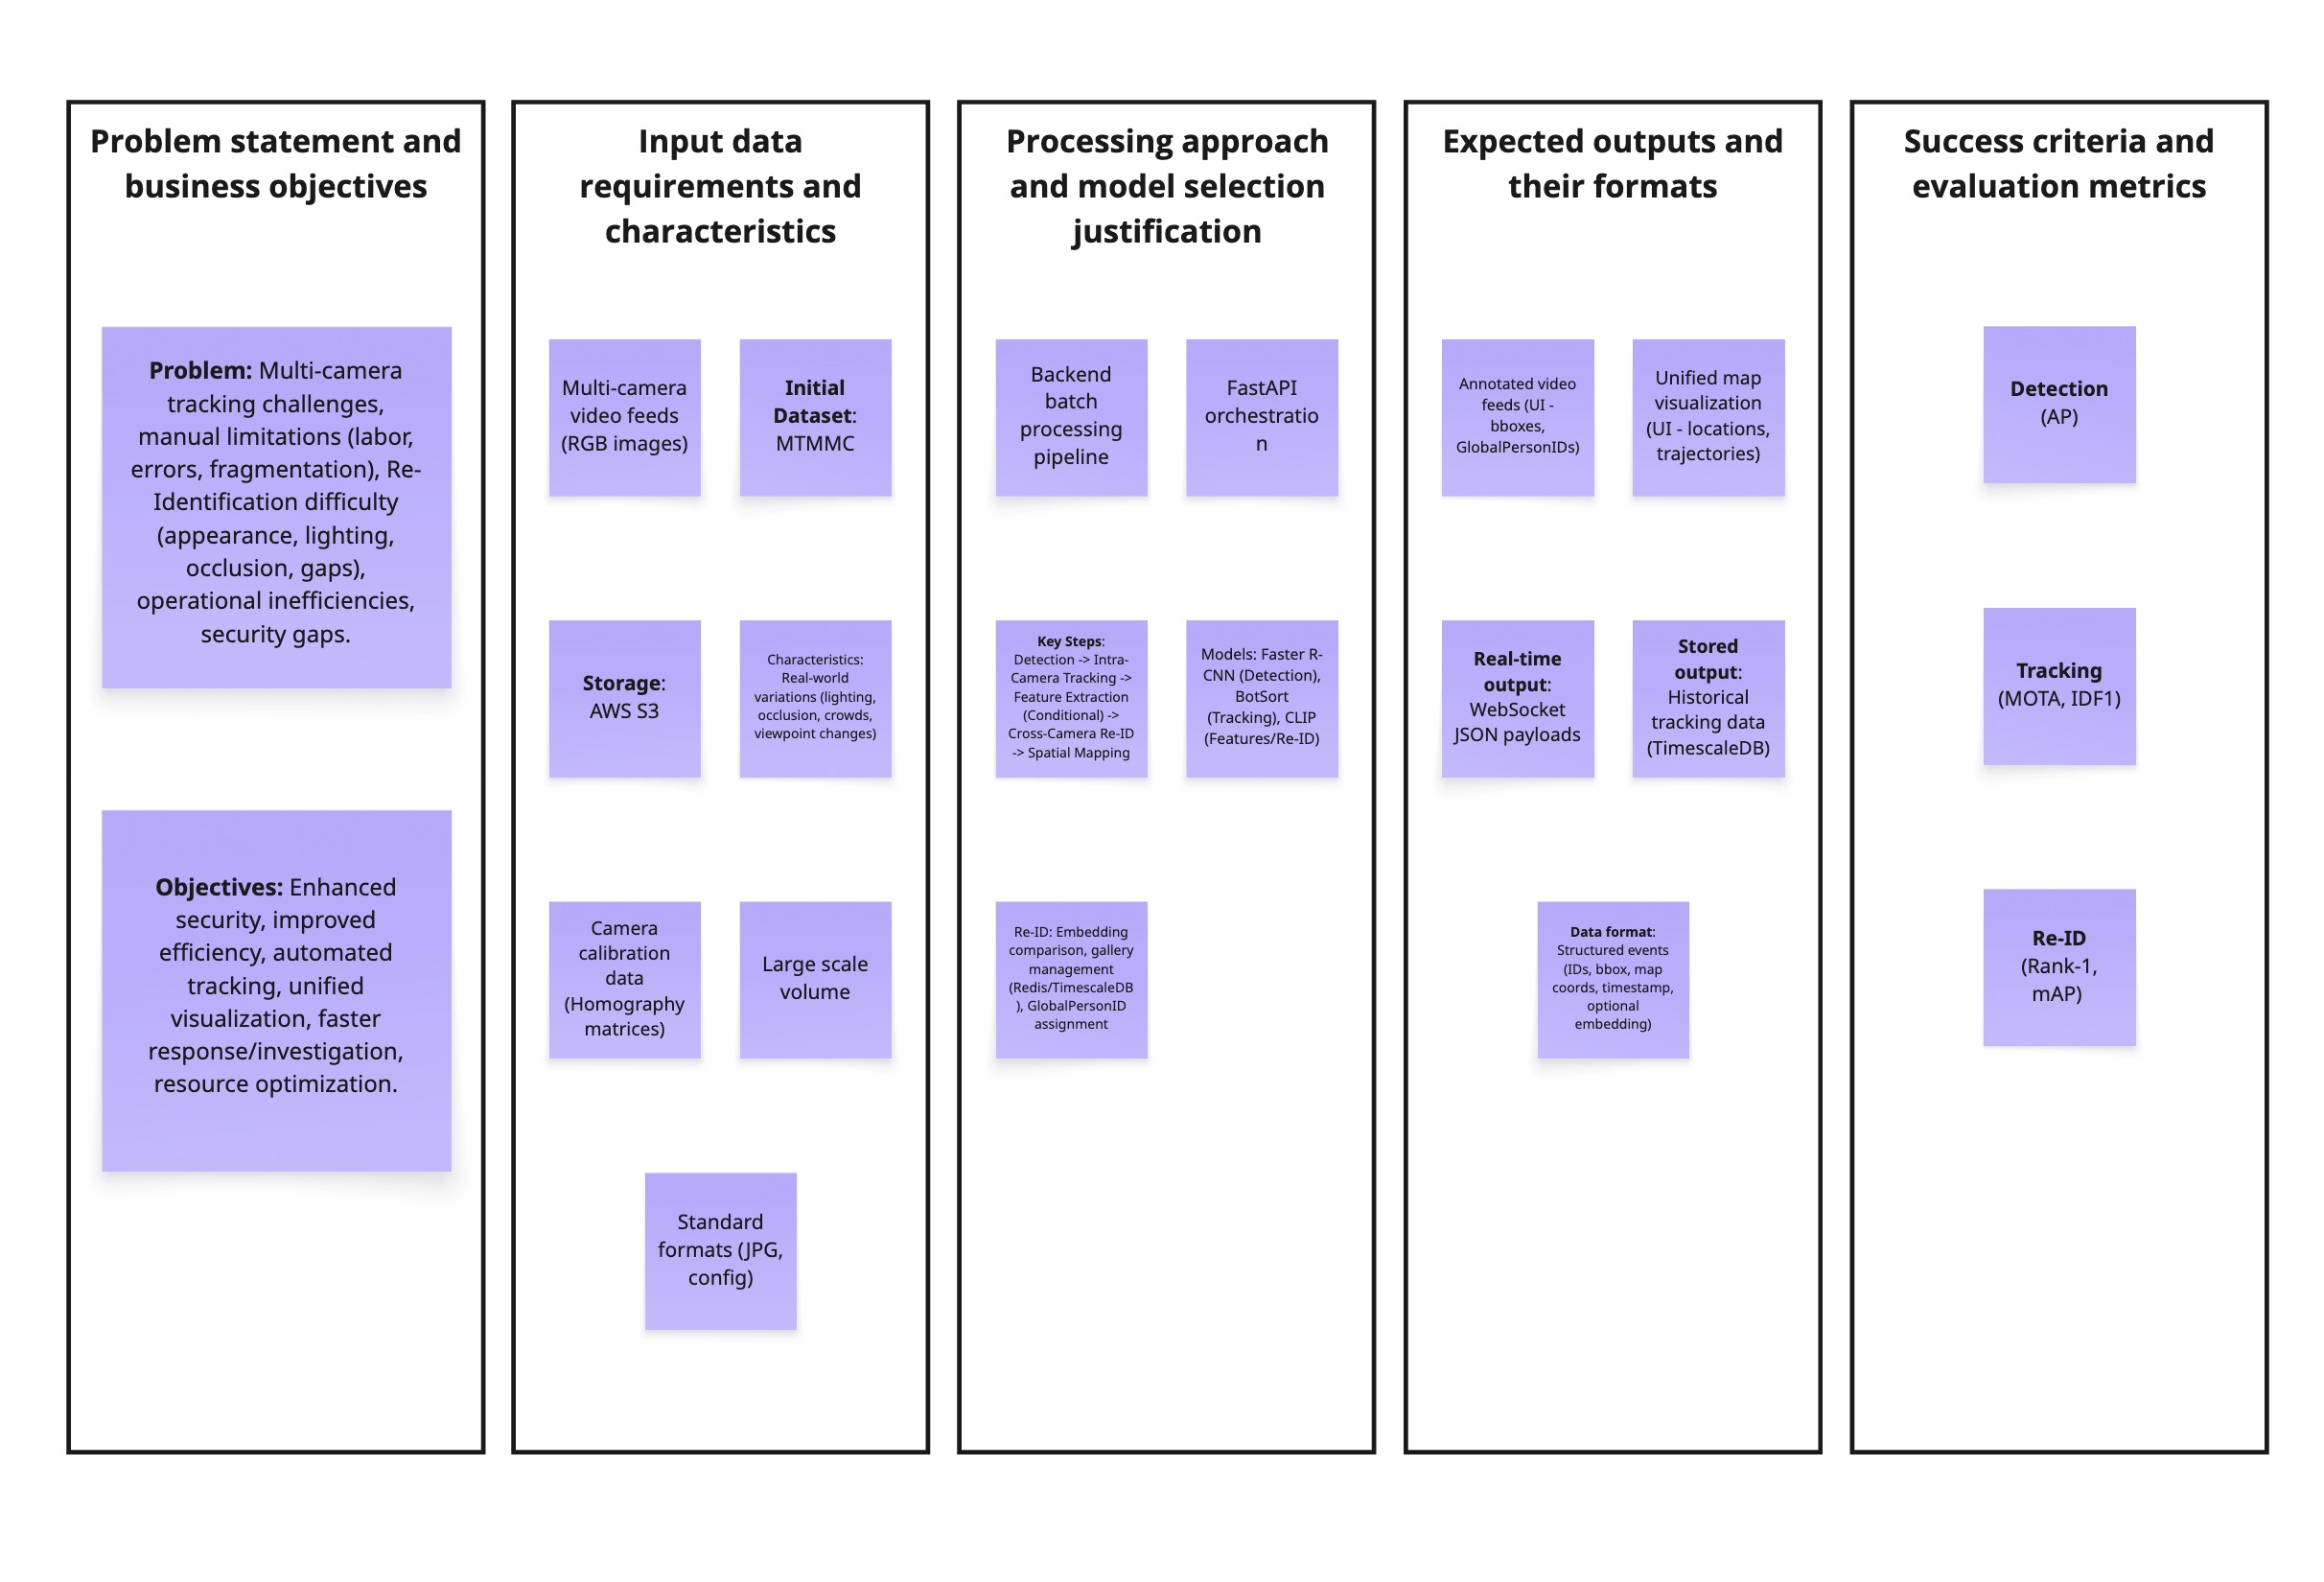 Problem statement and
business objectives
Problem: Multi-camera
tracking challenges,
manual limitations (labor,
errors, fragmentation), Re-
Identification difficulty
(appearance, lighting,
occlusion, gaps),
operational inefficiencies,
security gaps.
Objectives: Enhanced
security, improved
efficiency, automated
tracking, unified
visualization, faster
response/investigation,
resource optimization.
Input data
requirements and
characteristics
Multi-camera
video feeds
(RGB images)
Initial
Dataset:
MTMMC
Storage:
AWS S3
Characteristics:
Real-world
variations (lighting,
occlusion, crowds,
viewpoint changes)
Camera
calibration
data
(Homography
matrices)
Large scale
volume
Standard
formats (JPG,
config)
Processing approach
and model selection
justification
Backend
batch
processing
pipeline
FastAPI
orchestratio
n
Key Steps:
Detection -> Intra-
Camera Tracking ->
Feature Extraction
(Conditional) ->
Cross-Camera Re-ID
-> Spatial Mapping
Models: Faster R-
CNN (Detection),
BotSort
(Tracking), CLIP
(Features/Re-ID)
Re-ID: Embedding
comparison, gallery
management
(Redis/TimescaleDB
), GlobalPersonID
assignment
Expected outputs and
their formats
Annotated video
feeds (UI -
bboxes,
GlobalPersonIDs)
Unified map
visualization
(UI - locations,
trajectories)
Real-time
output:
WebSocket
JSON payloads
Stored
output:
Historical
tracking data
(TimescaleDB)
Data format:
Structured events
(IDs, bbox, map
coords, timestamp,
optional
embedding)
Success criteria and
evaluation metrics
Detection
(AP)
Tracking
(MOTA, IDF1)
Re-ID
(Rank-1,
mAP)